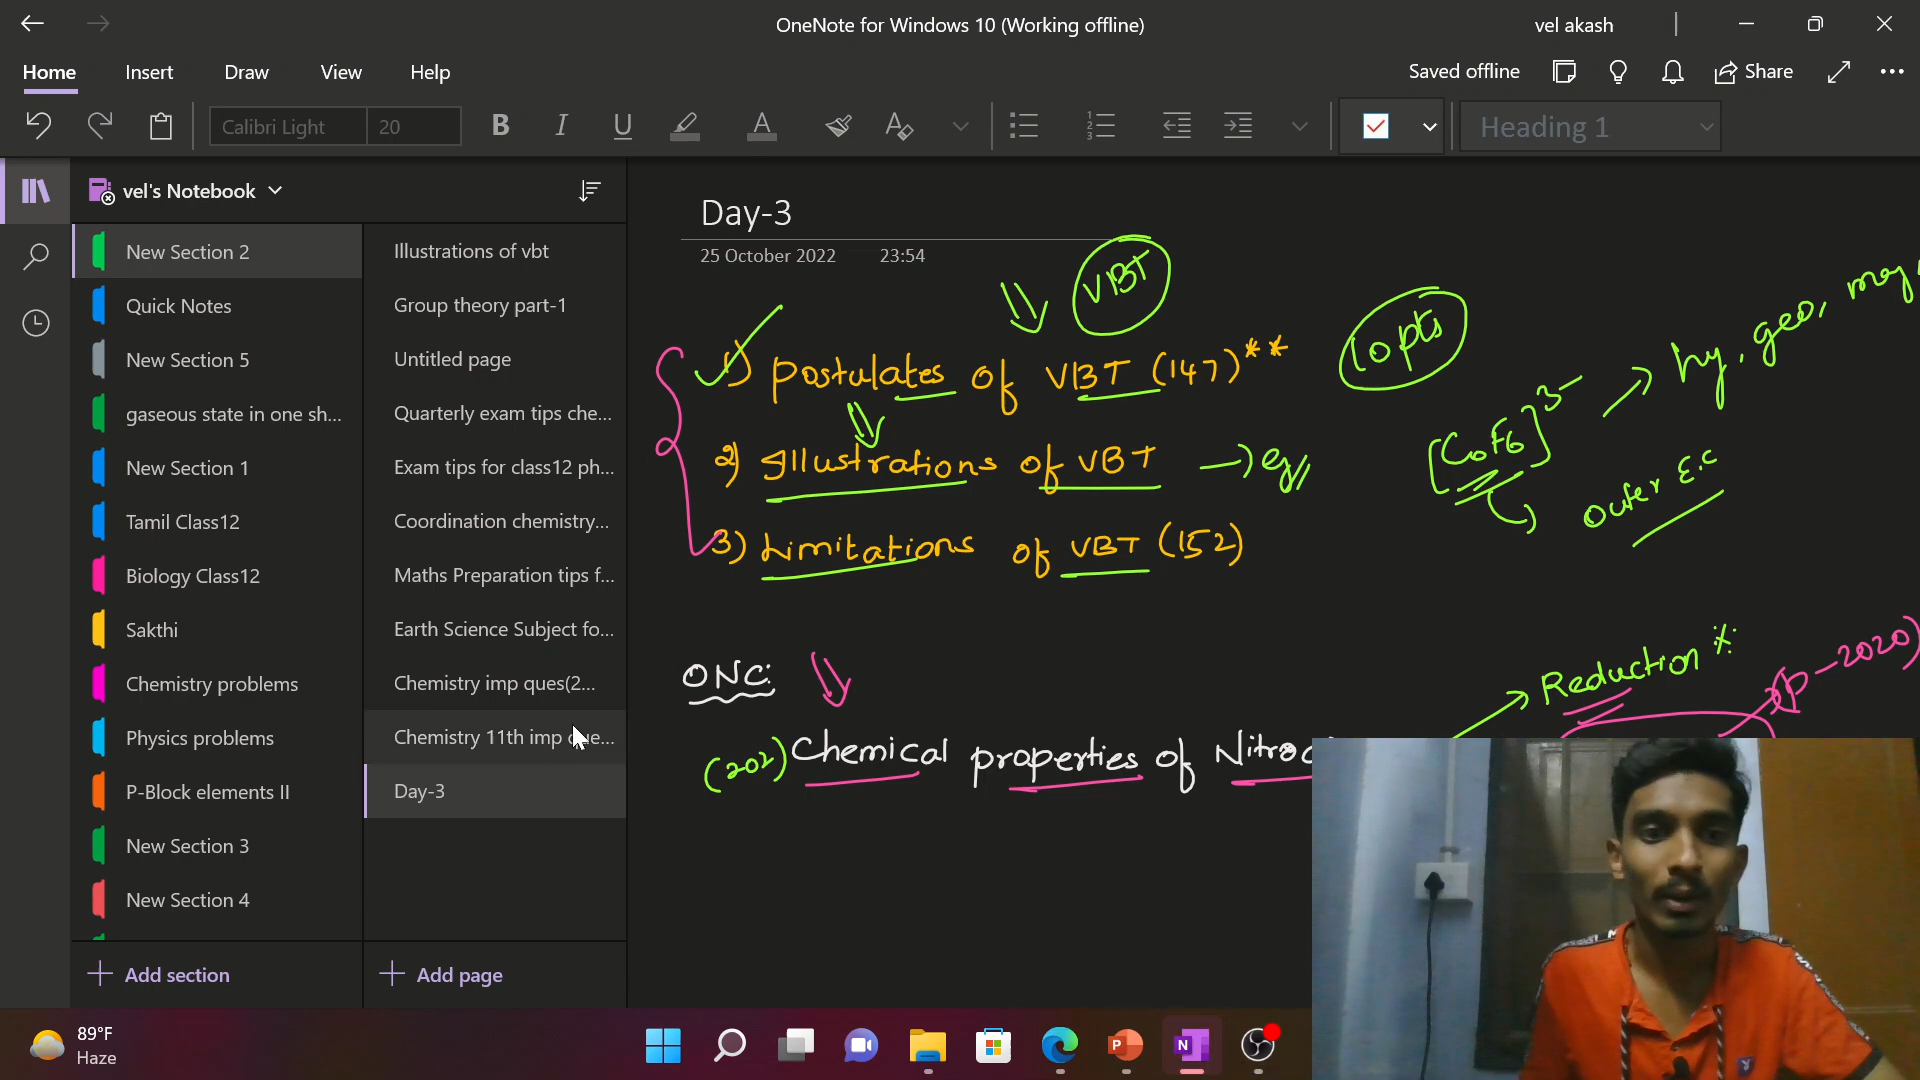 OneNote for Windows 10 (Working offline)
vel akash
Home
Insert
Draw
View
Help
Saved offline
Share
Calibri Light
20
B
I
U
A
A
Heading 1
vel's Notebook
New Section 2
Quick Notes
New Section 5
gaseous state in one sh...
New Section 1
Tamil Class12
Biology Class12
Sakthi
Chemistry problems
Physics problems
P-Block elements II
New Section 3
New Section 4
Add section
Illustrations of vbt
Group theory part-1
Untitled page
Quarterly exam tips che...
Exam tips for class12 ph...
Coordination chemistry...
Maths Preparation tips f...
Earth Science Subject fo...
Chemistry imp ques(2...
Chemistry 11th imp que...
Day-3
Add page
Day-3
25 October 2022 23:54
VBT
1) Postulates of VBT (147)**
10pts
hy, geo, mag
2) Illustrations of VBT → eg
[CoF6]3-
outer E.C
3) Limitations of VBT (152)
ONC:
Reduction
(P-2020)
(202) Chemical properties of Nitro
89°F
Haze